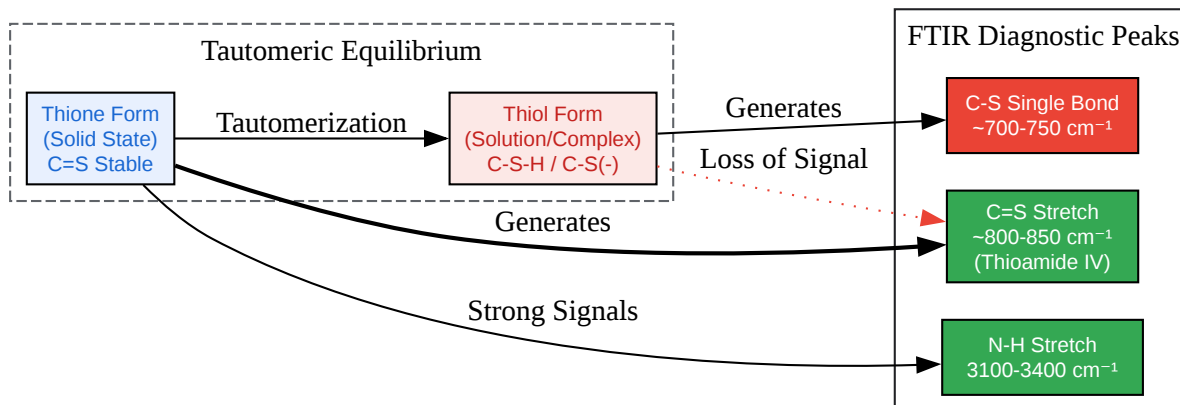 Tautomeric Equilibrium
Thione Form
(Solid State)
C=S Stable
Tautomerization
Thiol Form
(Solution/Complex)
C-S-H / C-S(-)
Generates
Loss of Signal
Generates
Strong Signals
FTIR Diagnostic Peaks
C-S Single Bond
~700-750 cm⁻¹
C=S Stretch
~800-850 cm⁻¹
(Thioamide IV)
N-H Stretch
3100-3400 cm⁻¹